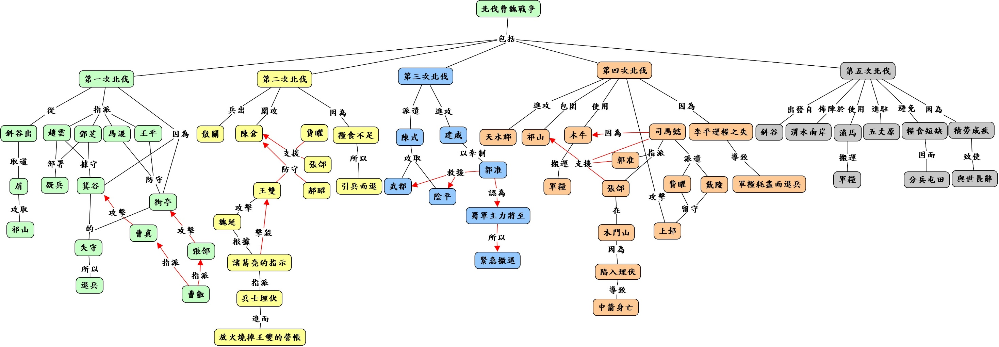 北伐曹魏戰爭
包括
第一次北伐
從
指派
因為
斜谷出
趙雲
鄧芝
馬謖
王平
取道
部署
據守
防守
眉
疑兵
箕谷
街亭
攻取
攻擊
祁山
的
曹真
攻擊
失守
張郃
所以
指派
指派
退兵
曹叡
第二次北伐
兵出
圍攻
因為
散關
陳倉
費曜
糧食不足
支援
張郃
所以
防守
王雙
郝昭
引兵而退
攻擊
魏延
擊殺
根據
諸葛亮的指示
指派
兵士埋伏
進而
放火燒掉王雙的營帳
第三次北伐
派遣
進攻
陳式
建威
以牽制
攻取
郭准
救援
武都
陰平
認為
蜀軍主力將至
所以
緊急撤退
第四次北伐
進攻
包圍
使用
因為
天水郡
祁山
木牛
因為
司馬懿
李平運糧之失
搬運
支援
郭准
指派
派遣
導致
軍糧
張郃
攻擊
費曜
戴陵
軍糧耗盡而退兵
在
留守
木門山
上邽
因為
陷入埋伏
導致
中箭身亡
第五次北伐
出發自
佈陣於
使用
進駐
避免
因為
斜谷
渭水南岸
流馬
五丈原
糧食短缺
積勞成疾
搬運
因而
致使
軍糧
分兵屯田
與世長辭